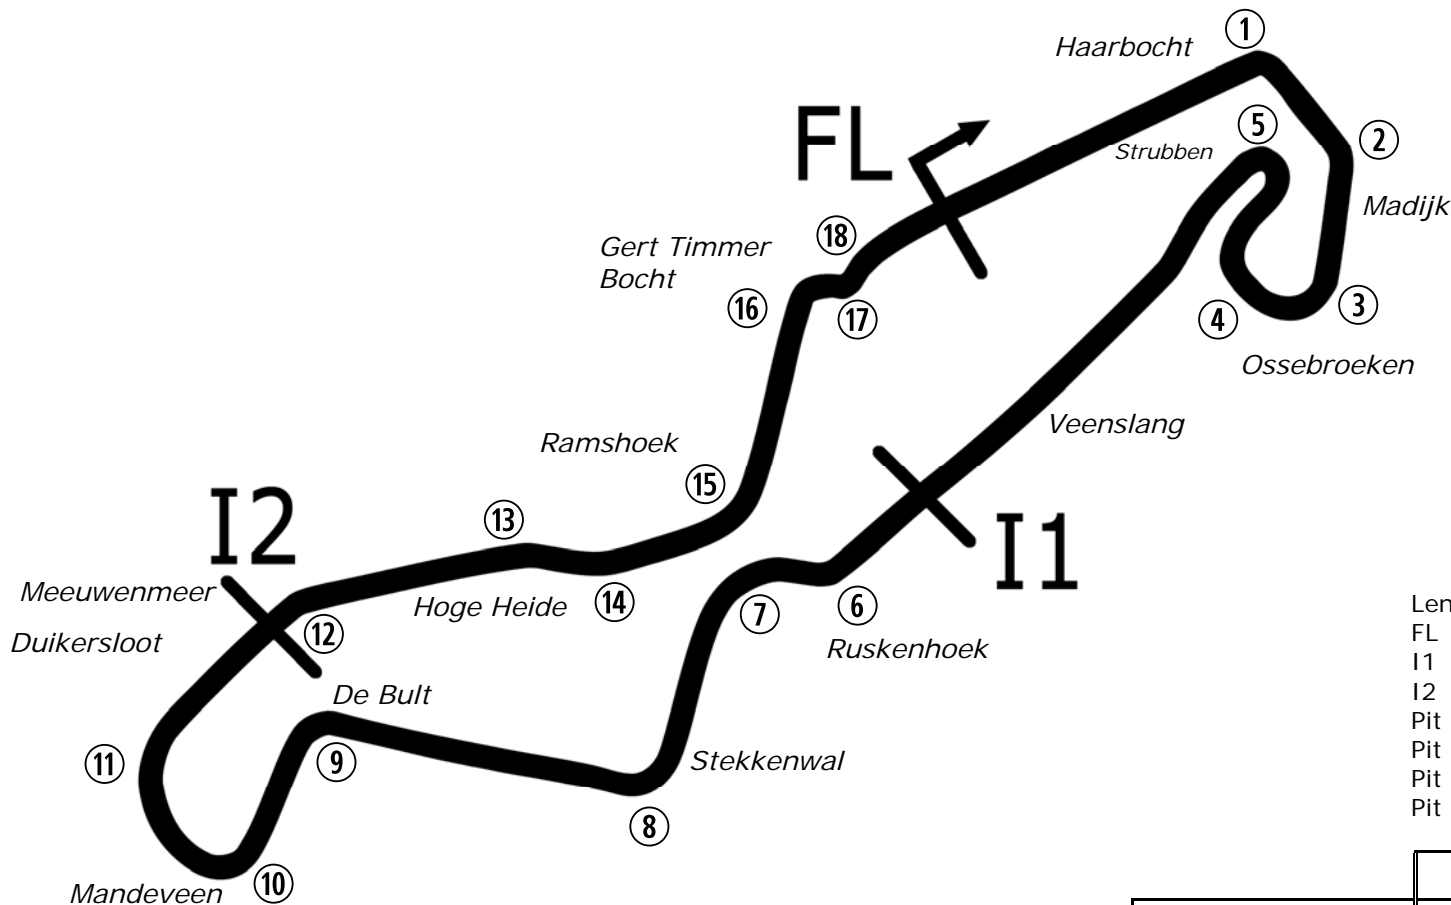 1
Haarbocht
5
2
Strubben
FL
Madijk
18
Gert Timmer
Bocht
16
17
4
3
Ossebroeken
Veenslang
Ramshoek
15
I2
13
I1
Meeuwenmeer
Hoge Heide
14
7
6
Duikersloot
12
Ruskenhoek
De Bult
11
9
Stekkenwal
8
Mandeveen
10
Len
FL
I1
I2
Pit
Pit
Pit
Pit